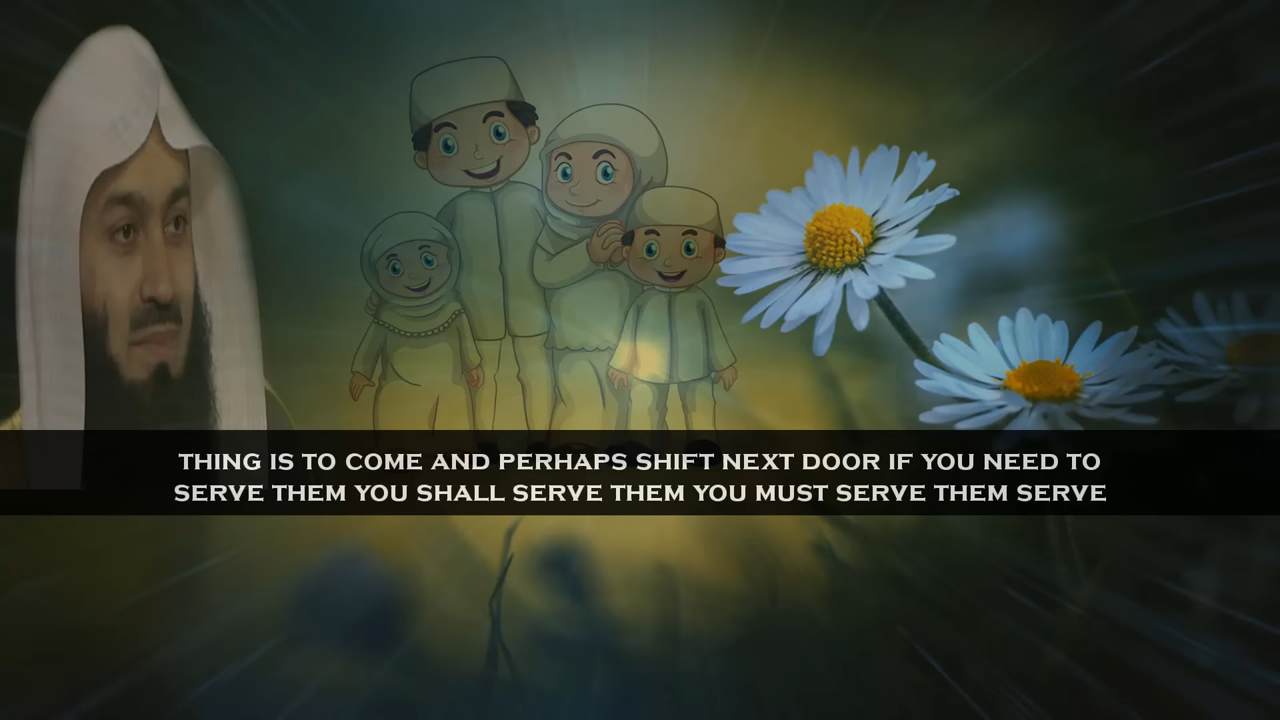 THING IS TO COME AND PERHAPS SHIFT NEXT DOOR IF YOU NEED TO
SERVE THEM YOU SHALL SERVE THEM YOU MUST SERVE THEM SERVE